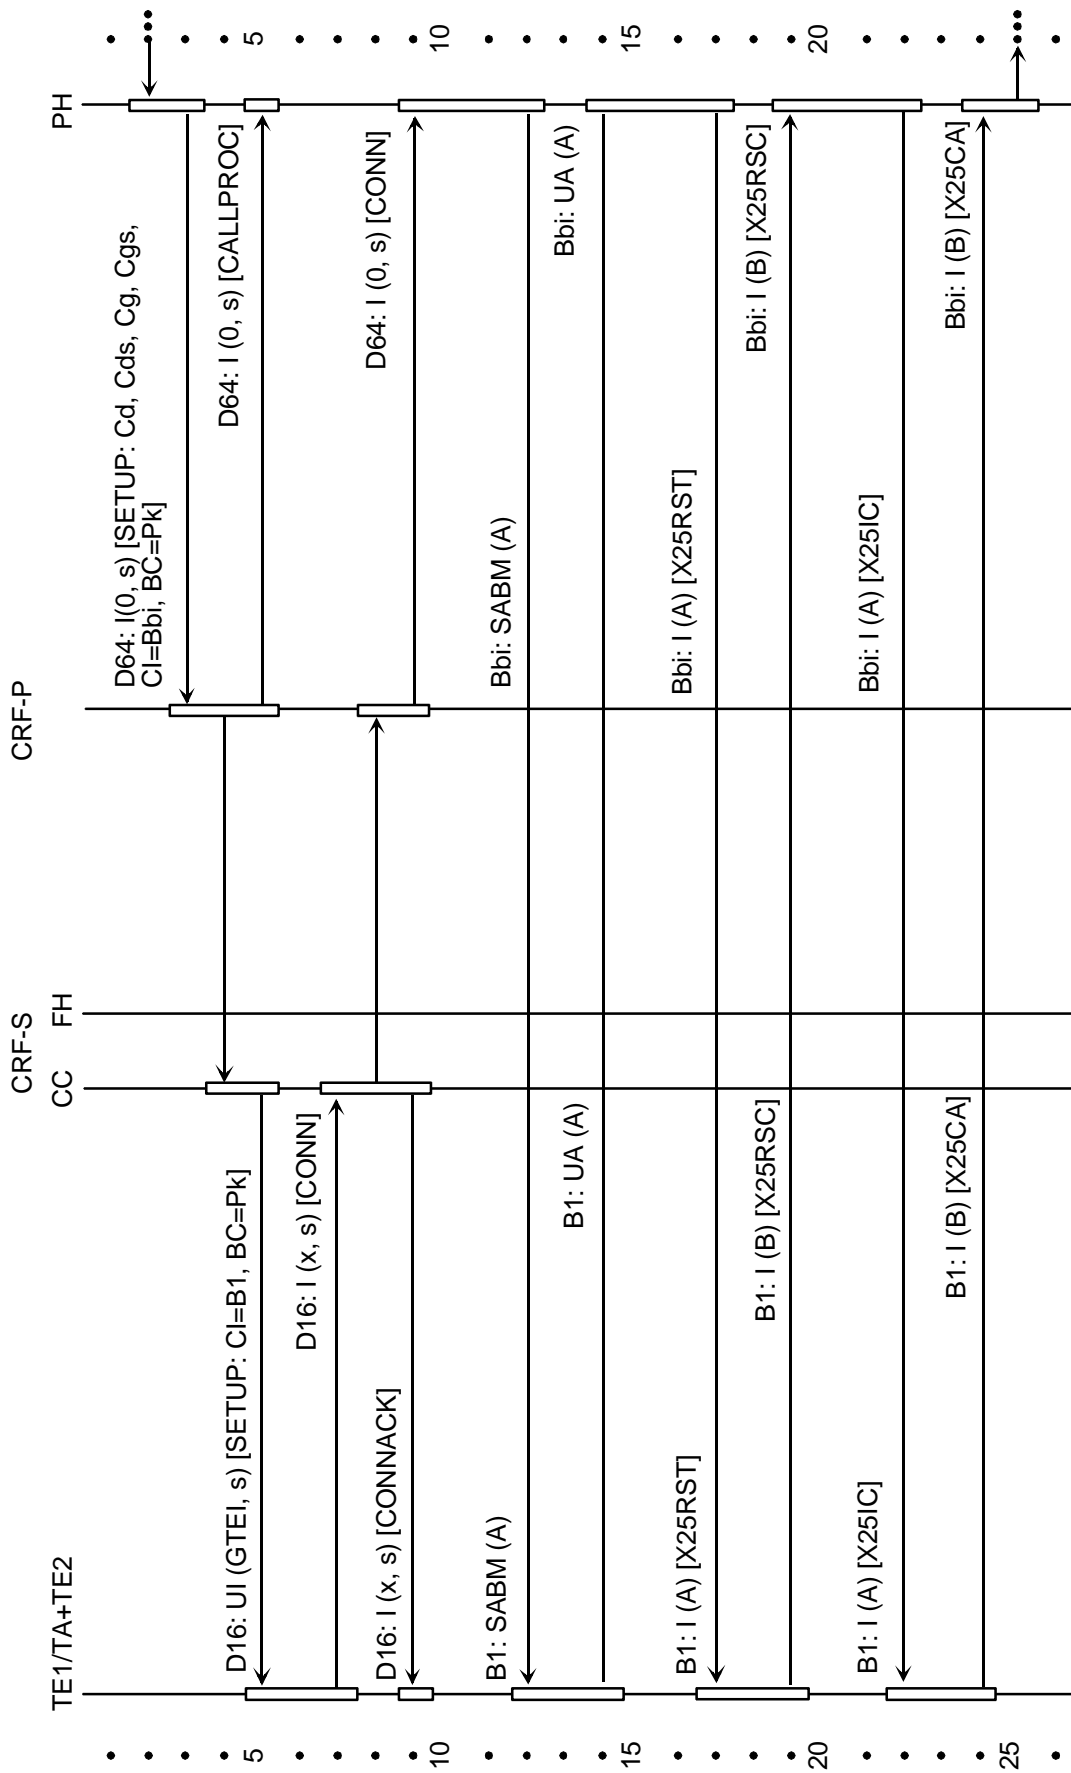 TE1/TA+TE2
CRF-S
CC
FH
CRF-P
PH
D64: I(0, s) [SETUP: Cd, Cds, Cg, Cgs,
CI=Bbi, BC=Pk]
5
D16: UI (GTEI, s) [SETUP: CI=B1, BC=Pk]
D64: I (0, s) [CALLPROC]
5
D16: I (x, s) [CONN]
10
D16: I (x, s) [CONNACK]
D64: I (0, s) [CONN]
10
B1: SABM (A)
Bbi: SABM (A)
15
B1: UA (A)
Bbi: UA (A)
15
B1: I (A) [X25RST]
Bbi: I (A) [X25RST]
20
B1: I (B) [X25RSC]
Bbi: I (B) [X25RSC]
20
B1: I (A) [X25IC]
Bbi: I (A) [X25IC]
25
B1: I (B) [X25CA]
Bbi: I (B) [X25CA]